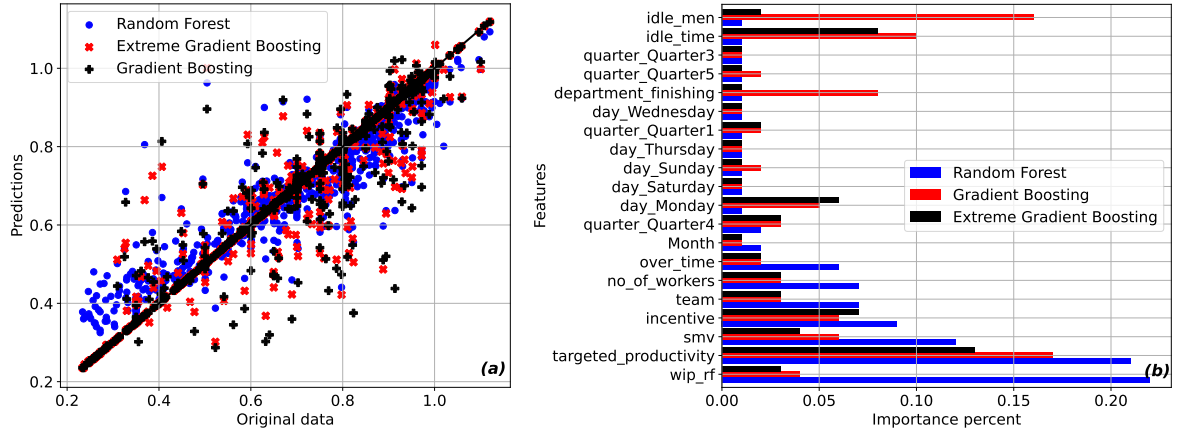 Random Forest
Extreme Gradient Boosting
Gradient Boosting
Predictions
1.0
0.8
0.6
0.4
0.2
0.2
0.4
0.6
0.8
1.0
Original data
(a)
Features
idle_men
idle_time
quarter_Quarter3
quarter_Quarter5
department_finishing
day_Wednesday
quarter_Quarter1
day_Thursday
day_Sunday
day_Saturday
day_Monday
quarter_Quarter4
Month
over_time
no_of_workers
team
incentive
smv
targeted_productivity
wip_rf
Random Forest
Gradient Boosting
Extreme Gradient Boosting
(b)
0.00
0.05
0.10
0.15
0.20
Importance percent